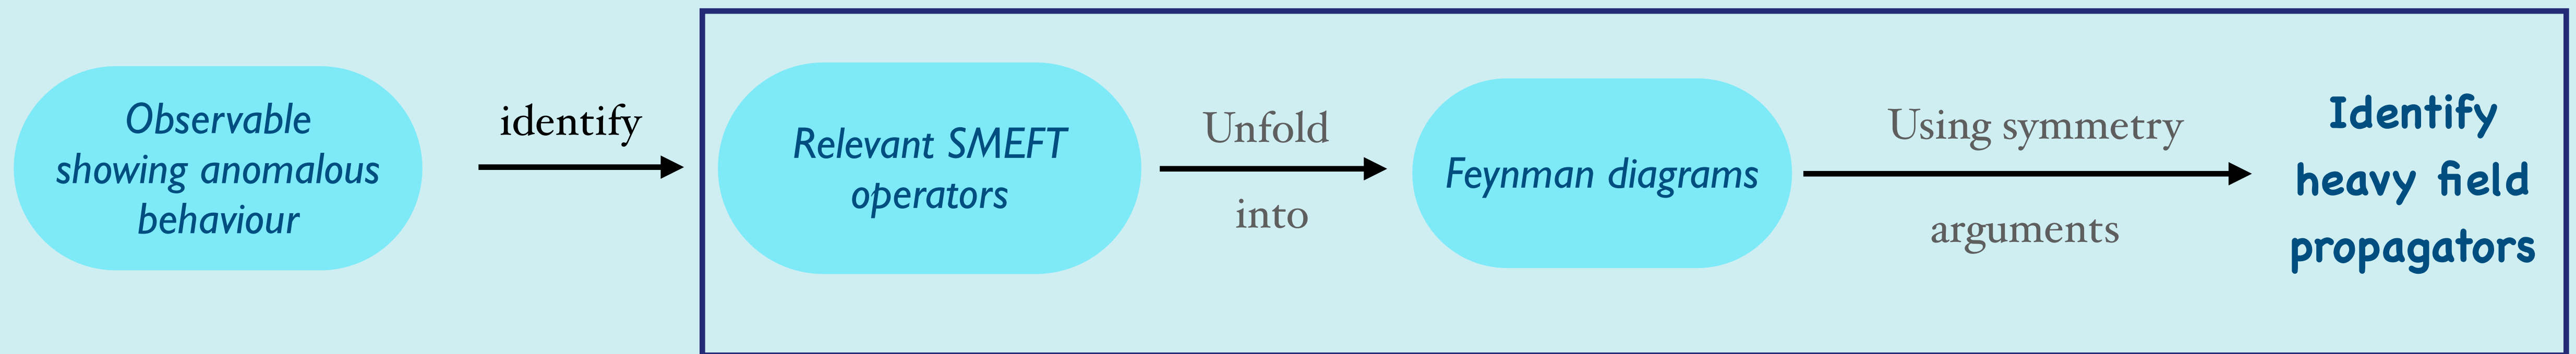 Observable
showing anomalous
behaviour
identify
Relevant SMEFT
operators
Unfold
into
Feynman diagrams
Using symmetry
arguments
Identify
heavy field
propagators